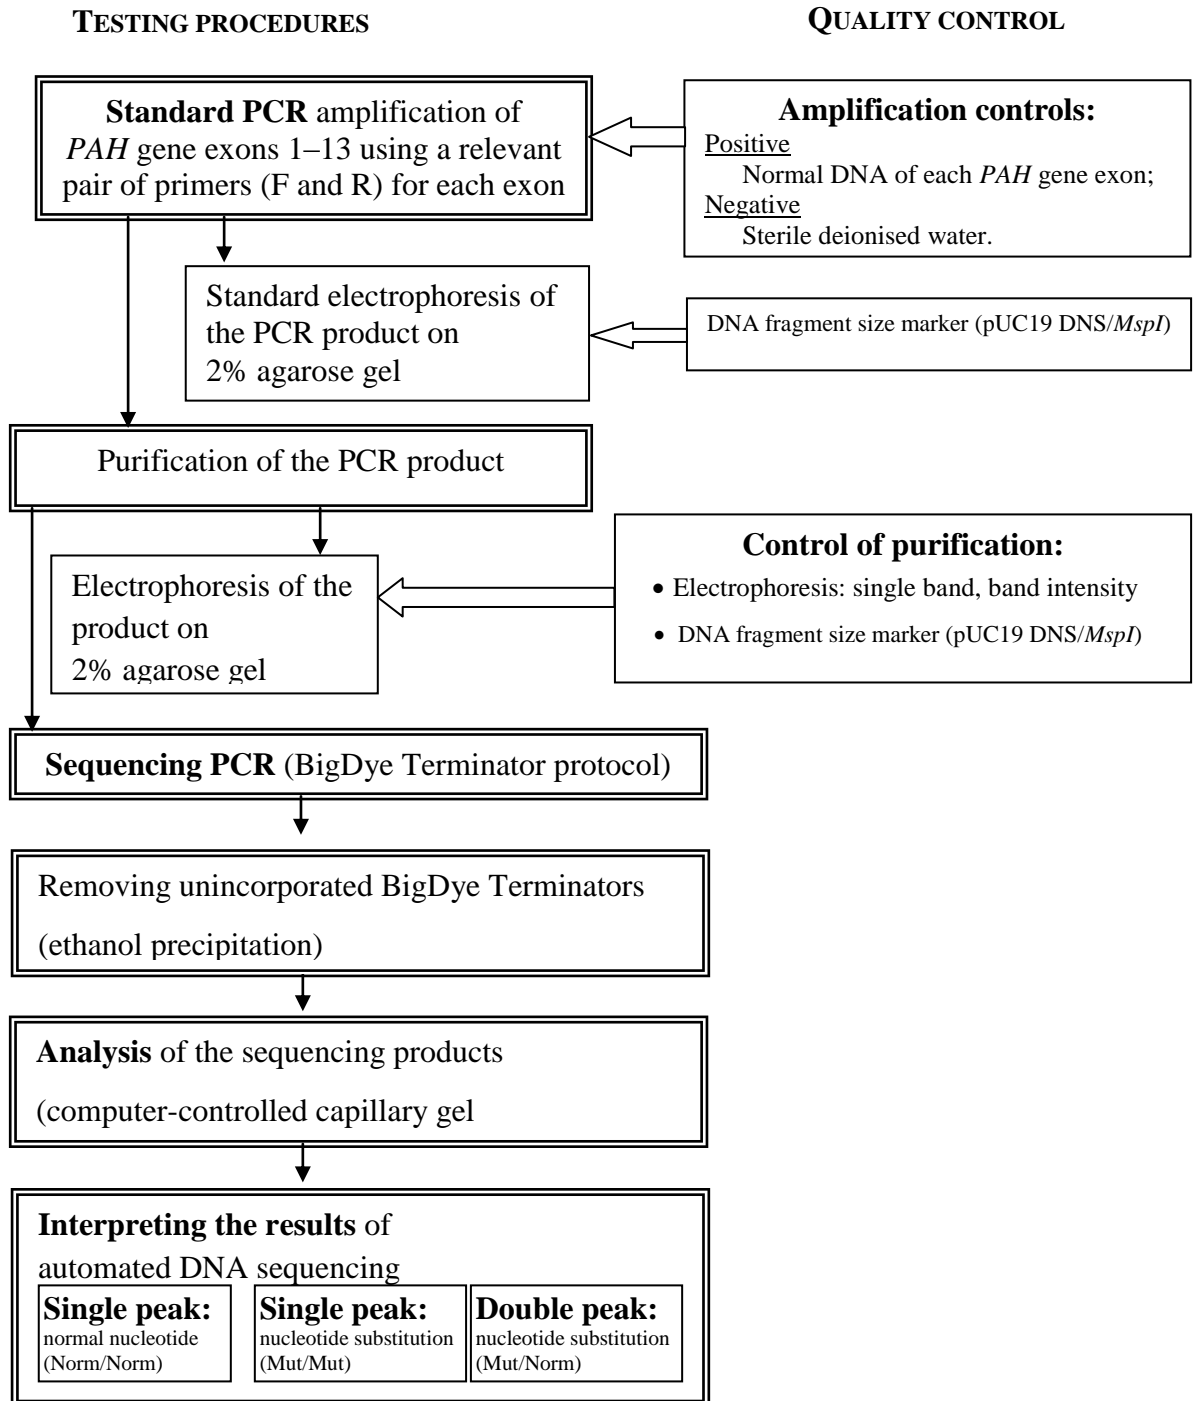 TESTING PROCEDURES
QUALITY CONTROL
Standard PCR amplification of
PAH gene exons 1–13 using a relevant
pair of primers (F and R) for each exon
Amplification controls:
Positive
Normal DNA of each PAH gene exon;
Negative
Sterile deionised water.
Standard electrophoresis of
the PCR product on
2% agarose gel
DNA fragment size marker (pUC19 DNS/MspI)
Purification of the PCR product
Electrophoresis of the
product on
2% agarose gel
Control of purification:
• Electrophoresis: single band, band intensity
• DNA fragment size marker (pUC19 DNS/MspI)
Sequencing PCR (BigDye Terminator protocol)
Removing unincorporated BigDye Terminators
(ethanol precipitation)
Analysis of the sequencing products
(computer-controlled capillary gel
Interpreting the results of
automated DNA sequencing
Single peak:
normal nucleotide
(Norm/Norm)
Single peak:
nucleotide substitution
(Mut/Mut)
Double peak:
nucleotide substitution
(Mut/Norm)